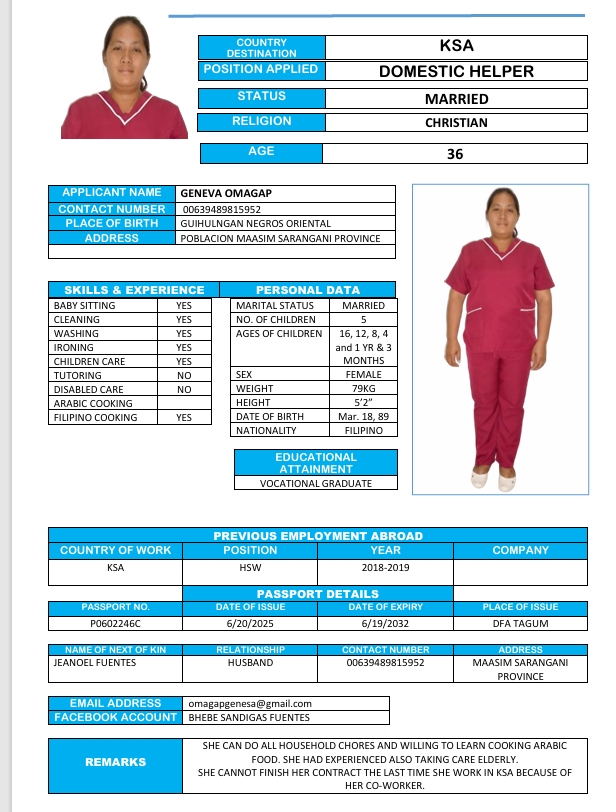 COUNTRY
DESTINATION
KSA
POSITION APPLIED
DOMESTIC HELPER
STATUS
MARRIED
RELIGION
CHRISTIAN
AGE
36
APPLICANT NAME
GENEVA OMAGAP
CONTACT NUMBER
00639489815952
PLACE OF BIRTH
GUIHULNGAN NEGROS ORIENTAL
ADDRESS
POBLACION MAASIM SARANGANI PROVINCE
SKILLS & EXPERIENCE
BABY SITTING YES
CLEANING YES
WASHING YES
IRONING YES
CHILDREN CARE YES
TUTORING NO
DISABLED CARE NO
ARABIC COOKING
FILIPINO COOKING YES
PERSONAL DATA
MARITAL STATUS MARRIED
NO. OF CHILDREN 5
AGES OF CHILDREN 16, 12, 8, 4
and 1 YR & 3
MONTHS
SEX FEMALE
WEIGHT 79KG
HEIGHT 5’2”
DATE OF BIRTH Mar. 18, 89
NATIONALITY FILIPINO
EDUCATIONAL
ATTAINMENT
VOCATIONAL GRADUATE
PREVIOUS EMPLOYMENT ABROAD
COUNTRY OF WORK POSITION YEAR COMPANY
KSA HSW 2018-2019
PASSPORT DETAILS
PASSPORT NO. DATE OF ISSUE DATE OF EXPIRY PLACE OF ISSUE
P0602246C 6/20/2025 6/19/2032 DFA TAGUM
NAME OF NEXT OF KIN RELATIONSHIP CONTACT NUMBER ADDRESS
JEANOEL FUENTES HUSBAND 00639489815952 MAASIM SARANGANI
PROVINCE
EMAIL ADDRESS omagapgenesa@gmail.com
FACEBOOK ACCOUNT BHEBE SANDIGAS FUENTES
REMARKS
SHE CAN DO ALL HOUSEHOLD CHORES AND WILLING TO LEARN COOKING ARABIC
FOOD. SHE HAD EXPERIENCED ALSO TAKING CARE ELDERLY.
SHE CANNOT FINISH HER CONTRACT THE LAST TIME SHE WORK IN KSA BECAUSE OF
HER CO-WORKER.